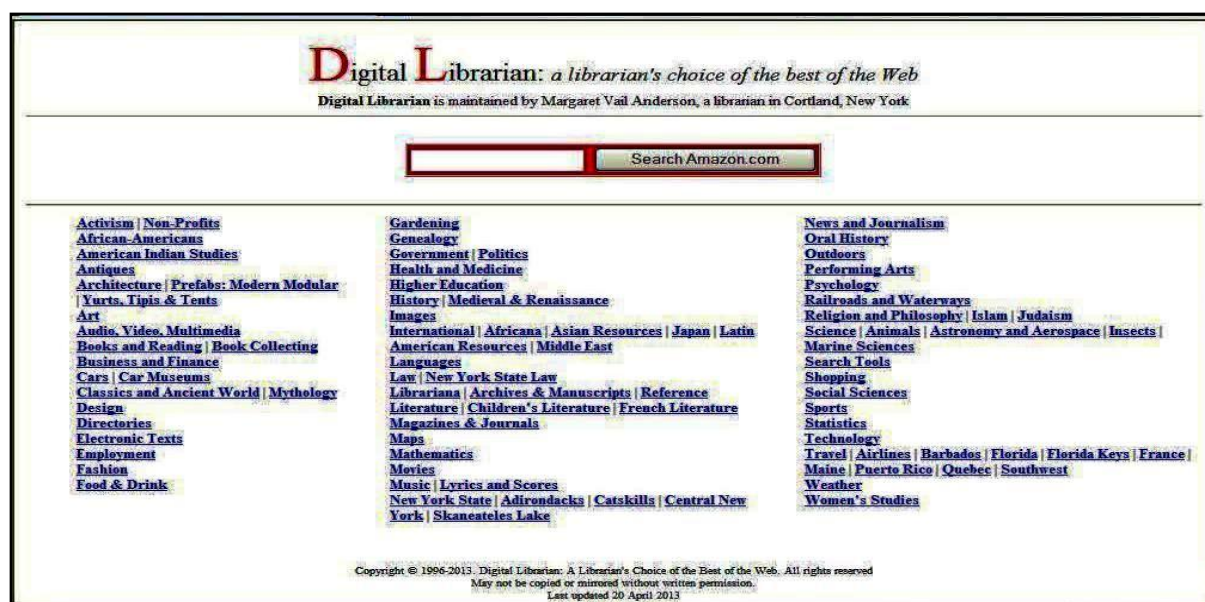 Digital Librarian: a librarian's choice of the best of the Web
Digital Librarian is maintained by Margaret Vail Anderson, a librarian in Cortland, New York
Search Amazon.com
Activism | Non-Profits
African-Americans
American Indian Studies
Antiques
Architecture | Prefabs: Modern Modular
| Yurts, Tipis & Tents
Art
Audio, Video, Multimedia
Books and Reading | Book Collecting
Business and Finance
Cars | Car Museums
Classics and Ancient World | Mythology
Design
Directories
Electronic Texts
Employment
Fashion
Food & Drink
Gardening
Genealogy
Government | Politics
Health and Medicine
Higher Education
History | Medieval & Renaissance
Images
International | Africana | Asian Resources | Japan | Latin
American Resources | Middle East
Languages
Law | New York State Law
Librariana | Archives & Manuscripts | Reference
Literature | Children's Literature | French Literature
Magazines & Journals
Maps
Mathematics
Movies
Music | Lyrics and Scores
New York State | Adirondacks | Catskills | Central New
York | Skaneateles Lake
News and Journalism
Oral History
Outdoors
Performing Arts
Psychology
Railroads and Waterways
Religion and Philosophy | Islam | Judaism
Science | Animals | Astronomy and Aerospace | Insects |
Marine Sciences
Search Tools
Shopping
Social Sciences
Sports
Statistics
Technology
Travel | Airlines | Barbados | Florida | Florida Keys | France |
Maine | Puerto Rico | Quebec | Southwest
Weather
Women's Studies
Copyright © 1996-2013. Digital Librarian: A Librarian's Choice of the Best of the Web. All rights reserved
May not be copied or mirrored without written permission.
Last updated 20 April 2013